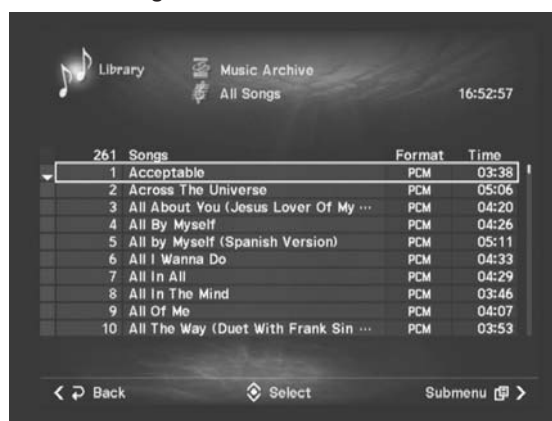 Library
Music Archive
All Songs
16:52:57
261 Songs Format Time
1 Acceptable PCM 03:38
2 Across The Universe PCM 05:06
3 All About You (Jesus Lover Of My ··· PCM 04:20
4 All By Myself PCM 04:26
5 All by Myself (Spanish Version) PCM 05:11
6 All I Wanna Do PCM 04:33
7 All In All PCM 04:29
8 All In The Mind PCM 03:46
9 All Of Me PCM 04:07
10 All The Way (Duet With Frank Sin ··· PCM 03:53
Back Select Submenu